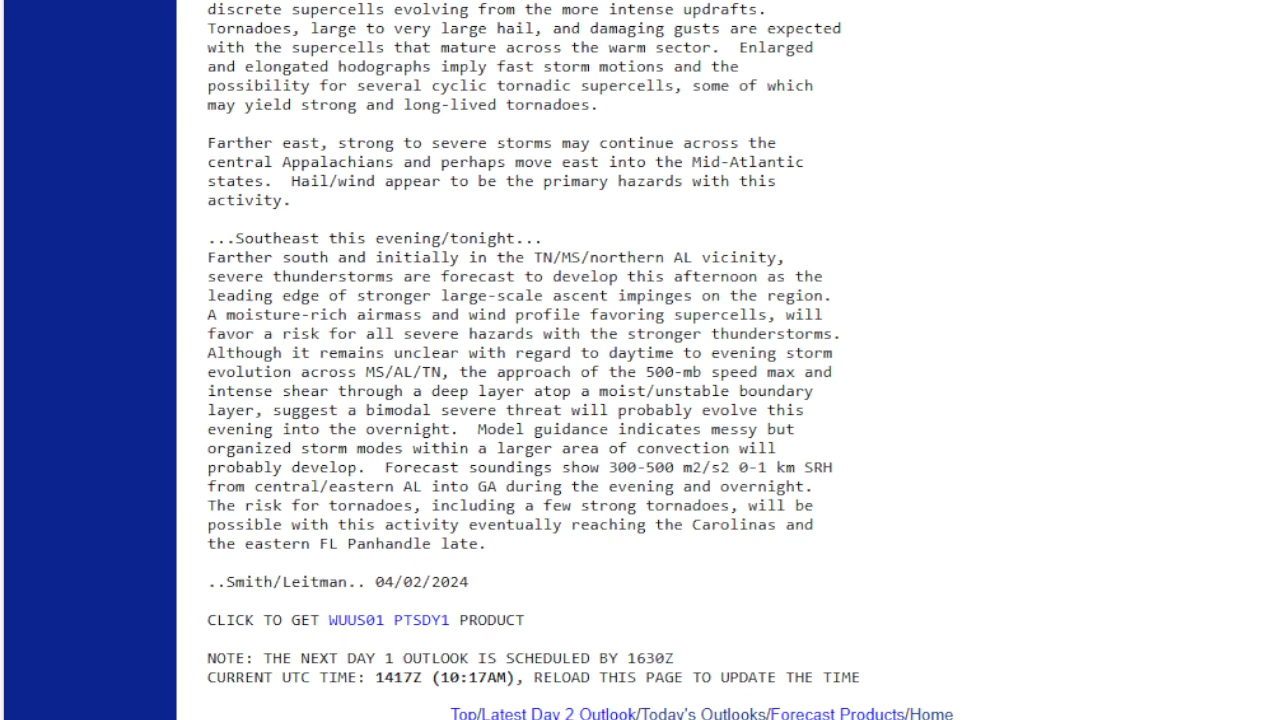 discrete supercells evolving from the more intense updrafts.
Tornadoes, large to very large hail, and damaging gusts are expected
with the supercells that mature across the warm sector.  Enlarged
and elongated hodographs imply fast storm motions and the
possibility for several cyclic tornadic supercells, some of which
may yield strong and long-lived tornadoes.
Farther east, strong to severe storms may continue across the
central Appalachians and perhaps move east into the Mid-Atlantic
states.  Hail/wind appear to be the primary hazards with this
activity.
...Southeast this evening/tonight...
Farther south and initially in the TN/MS/northern AL vicinity,
severe thunderstorms are forecast to develop this afternoon as the
leading edge of stronger large-scale ascent impinges on the region.
A moisture-rich airmass and wind profile favoring supercells, will
favor a risk for all severe hazards with the stronger thunderstorms.
Although it remains unclear with regard to daytime to evening storm
evolution across MS/AL/TN, the approach of the 500-mb speed max and
intense shear through a deep layer atop a moist/unstable boundary
layer, suggest a bimodal severe threat will probably evolve this
evening into the overnight.  Model guidance indicates messy but
organized storm modes within a larger area of convection will
probably develop.  Forecast soundings show 300-500 m2/s2 0-1 km SRH
from central/eastern AL into GA during the evening and overnight.
The risk for tornadoes, including a few strong tornadoes, will be
possible with this activity eventually reaching the Carolinas and
the eastern FL Panhandle late.
..Smith/Leitman.. 04/02/2024
CLICK TO GET WUUS01 PTSDY1 PRODUCT
NOTE: THE NEXT DAY 1 OUTLOOK IS SCHEDULED BY 1630Z
CURRENT UTC TIME: 1417Z (10:17AM), RELOAD THIS PAGE TO UPDATE THE TIME
Top/Latest Day 2 Outlook/Today's Outlooks/Forecast Products/Home